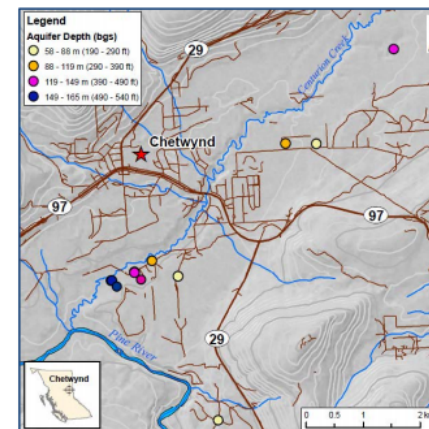 Legend
Aquifer Depth (bgs)
58 - 88 m (190 - 290 ft)
88 - 119 m (290 - 390 ft)
119 - 149 m (390 - 490 ft)
149 - 165 m (490 - 540 ft)
29
Centurion Creek
Chetwynd
97
97
29
Pine River
Chetwynd
0 0.5 1 2 k